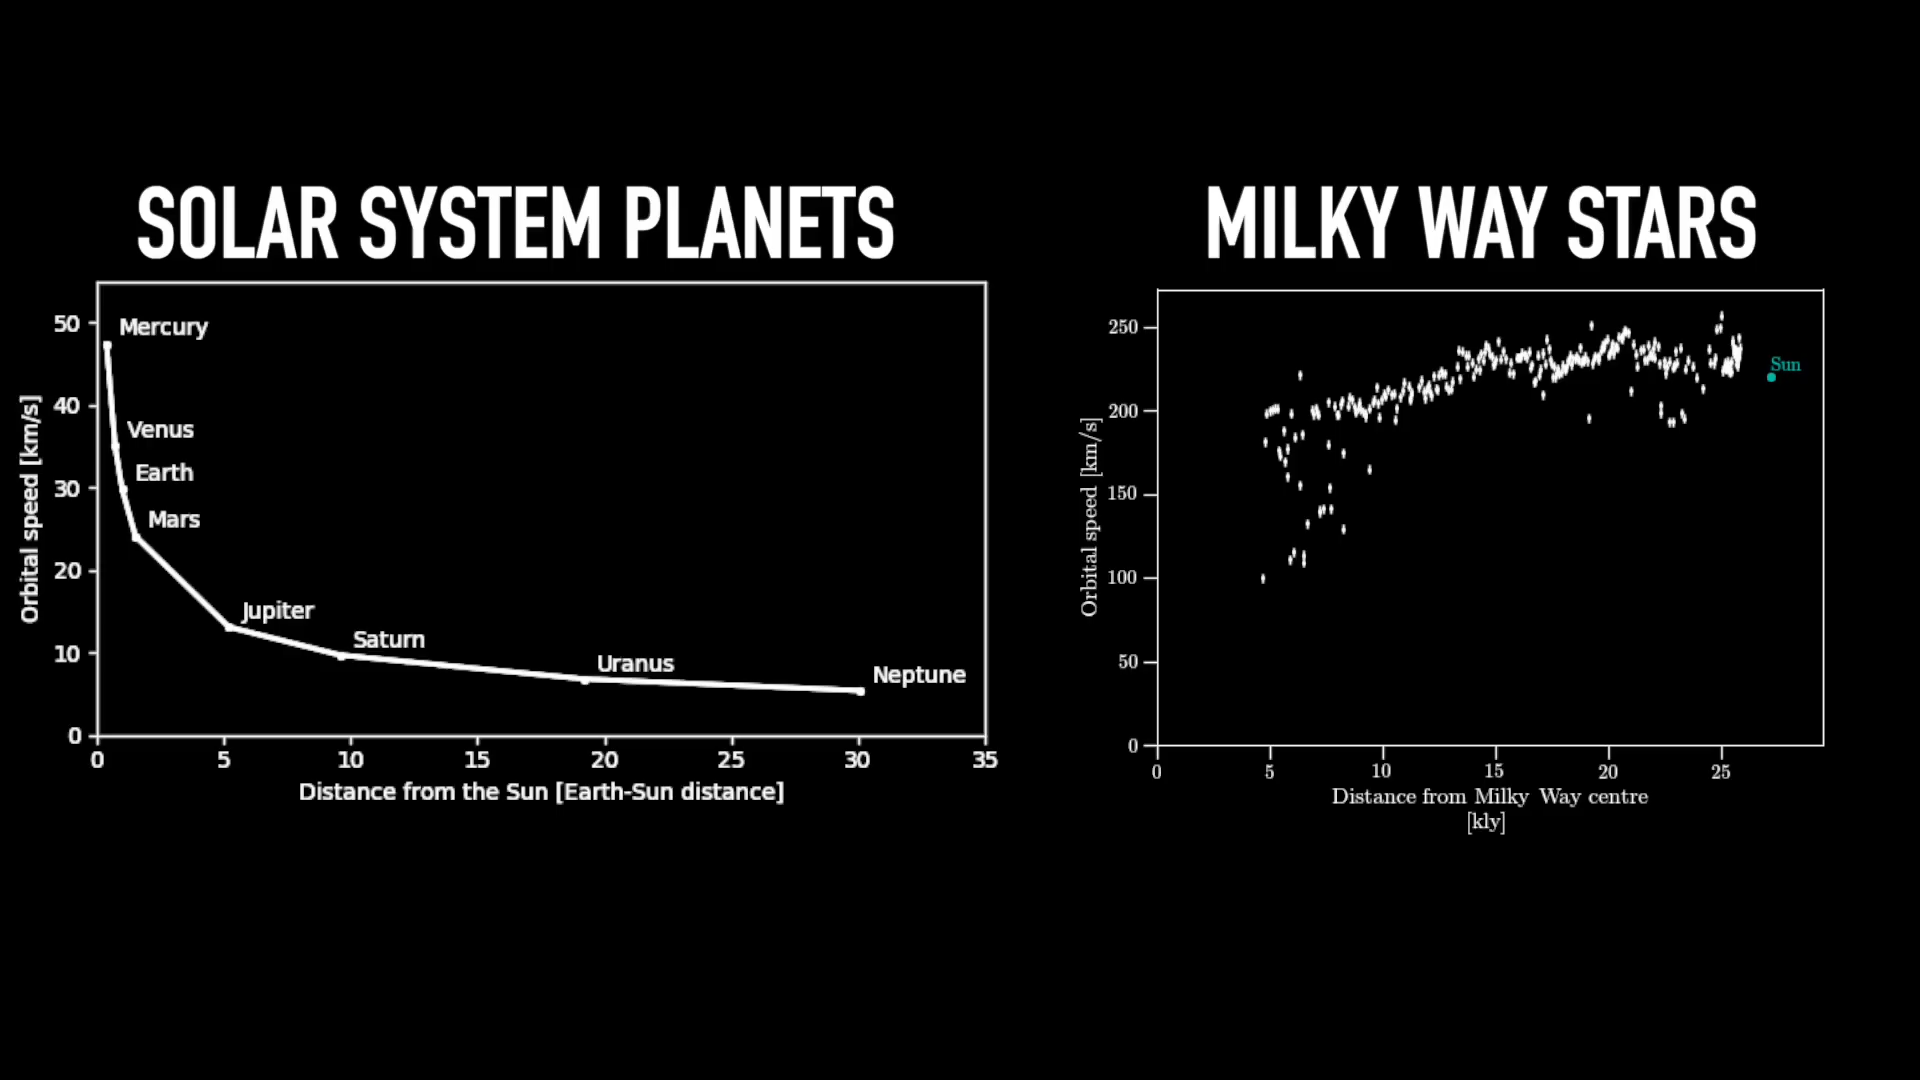 SOLAR SYSTEM PLANETS
50
40
30
20
10
0
Orbital speed [km/s]
Mercury
Venus
Earth
Mars
Jupiter
Saturn
Uranus
Neptune
0 5 10 15 20 25 30 35
Distance from the Sun [Earth-Sun distance]
MILKY WAY STARS
250
200
150
100
50
0
Orbital speed [km/s]
Sun
0 5 10 15 20 25
Distance from Milky Way centre
[kly]